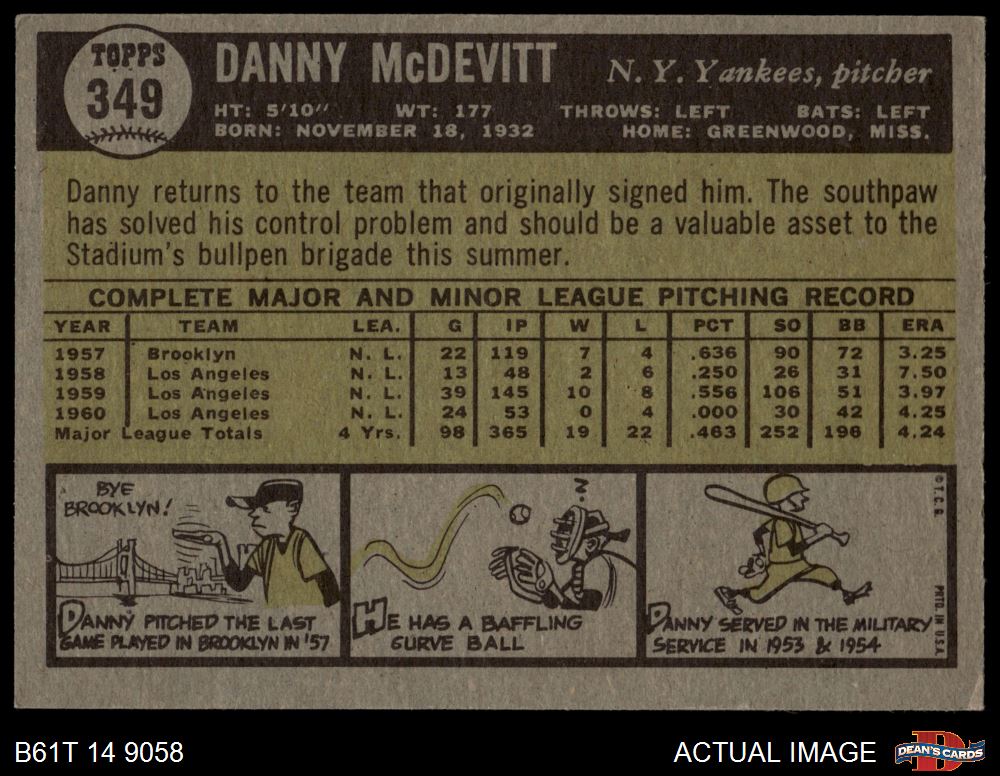 TOPPS
349
DANNY McDEVITT
N. Y. Yankees, pitcher
HT: 5'10" WT: 177 THROWS: LEFT BATS: LEFT
BORN: NOVEMBER 18, 1932 HOME: GREENWOOD, MISS.
Danny returns to the team that originally signed him. The southpaw
has solved his control problem and should be a valuable asset to the
Stadium's bullpen brigade this summer.
COMPLETE MAJOR AND MINOR LEAGUE PITCHING RECORD
YEAR TEAM LEA. G IP W L PCT SO BB ERA
1957 Brooklyn N. L. 22 119 7 4 .636 90 72 3.25
1958 Los Angeles N. L. 13 48 2 6 .250 26 31 7.50
1959 Los Angeles N. L. 39 145 10 8 .556 106 51 3.97
1960 Los Angeles N. L. 24 53 0 4 .000 30 42 4.25
Major League Totals 4 Yrs. 98 365 19 22 .463 252 196 4.24
BYE
BROOKLYN!
DANNY PITCHED THE LAST
GAME PLAYED IN BROOKLYN IN '57
HE HAS A BAFFLING
CURVE BALL
DANNY SERVED IN THE MILITARY
SERVICE IN 1953 & 1954
© T. C. G.
PRTD. IN U.S.A.
B61T 14 9058
ACTUAL IMAGE
DEAN'S CARDS